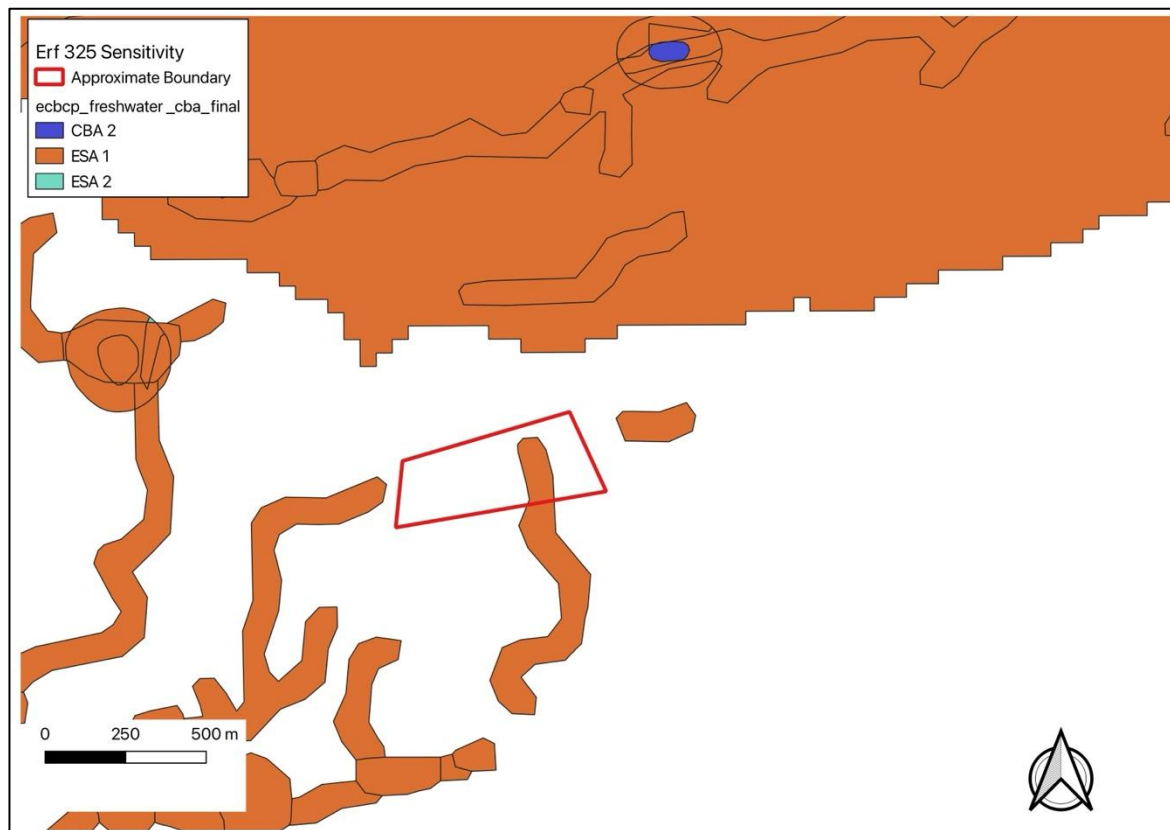 Erf 325 Sensitivity
Approximate Boundary
ecbcp_freshwater _cba_final
CBA 2
ESA 1
ESA 2
0 250 500 m